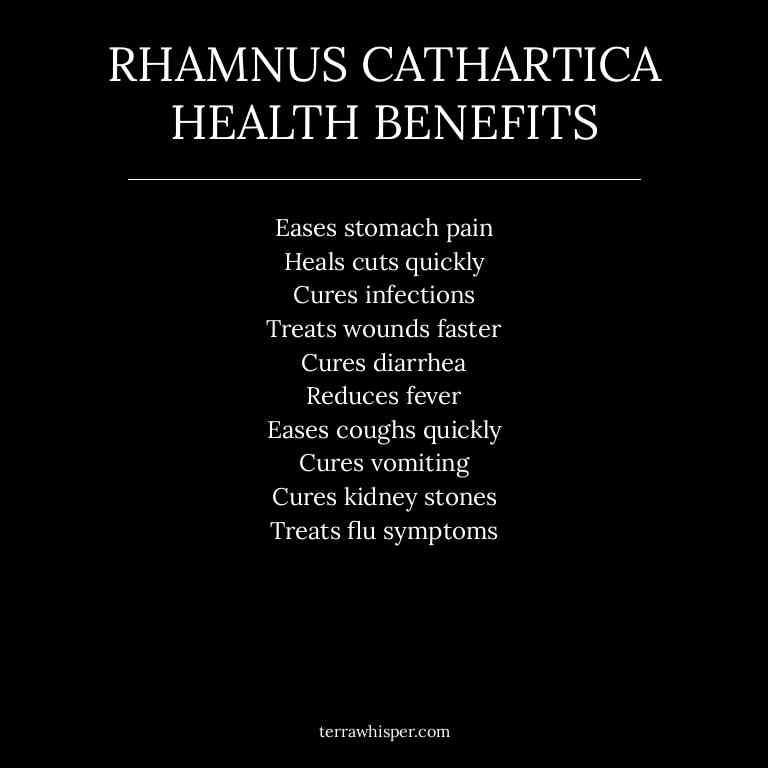 RHAMNUS CATHARTICA
HEALTH BENEFITS
Eases stomach pain
Heals cuts quickly
Cures infections
Treats wounds faster
Cures diarrhea
Reduces fever
Eases coughs quickly
Cures vomiting
Cures kidney stones
Treats flu symptoms
terrawhisper.com